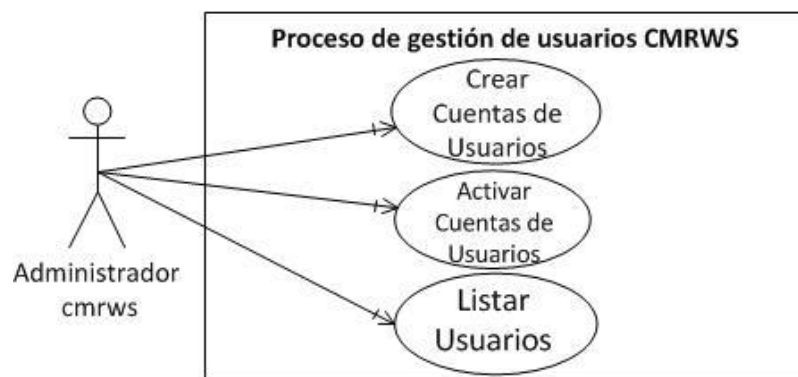 Proceso de gestión de usuarios CMRWS
Crear
Cuentas de
Usuarios
Activar
Cuentas de
Usuarios
Administrador
cmrws
Listar
Usuarios